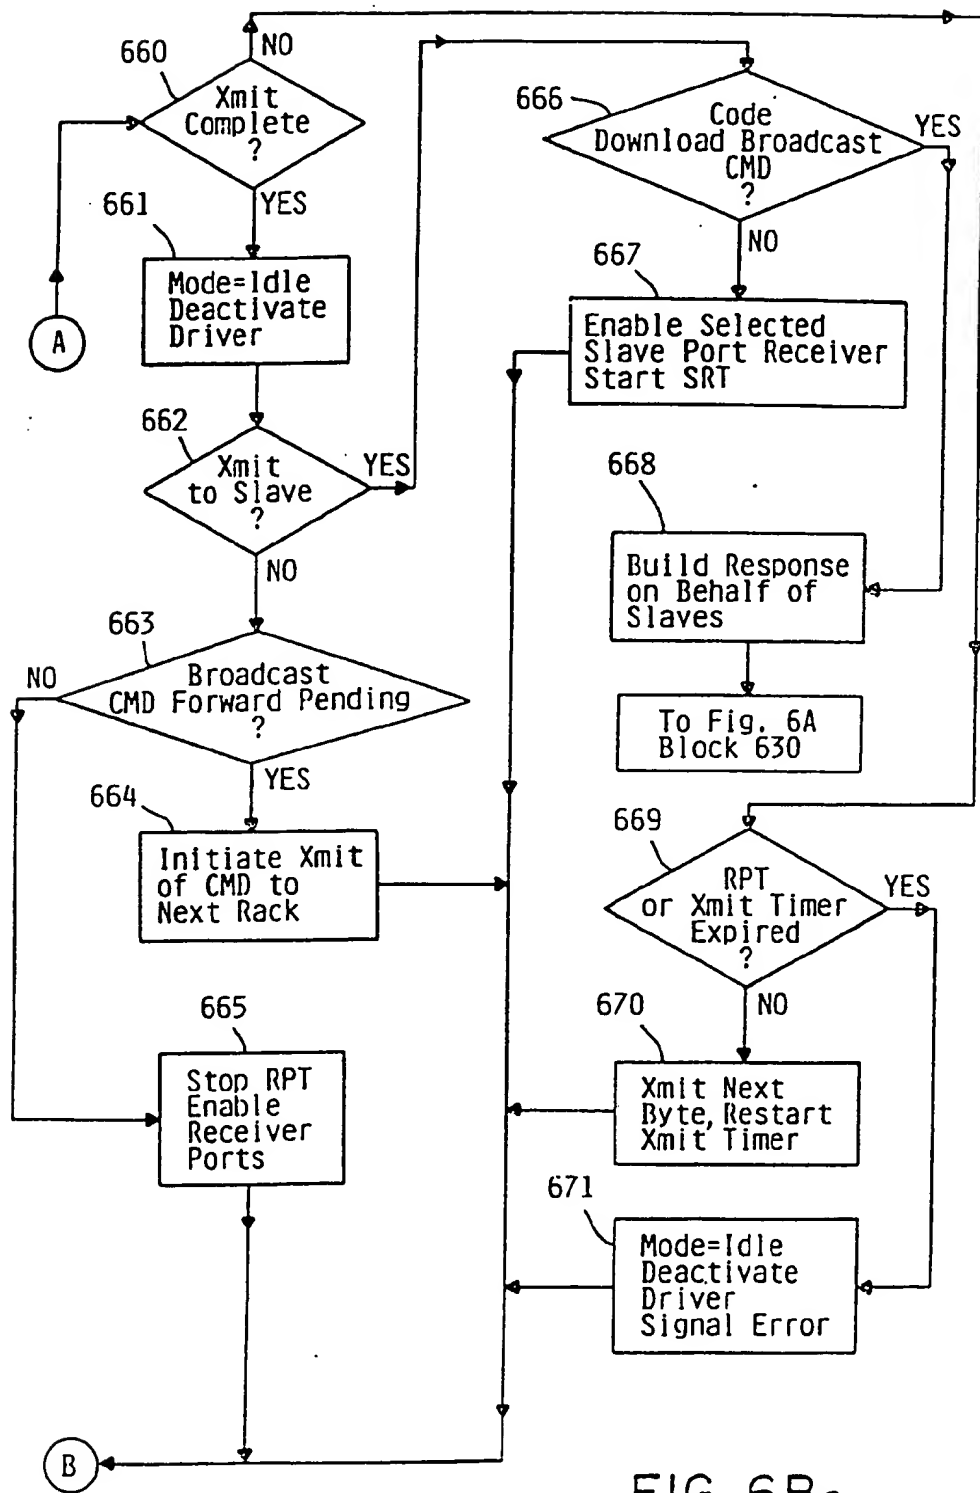 NO
660
Xmit
Complete
?
YES
A
661
Mode=Idle
Deactivate
Driver
662
Xmit
to Slave
?
YES
NO
663
NO
Broadcast
CMD Forward Pending
?
YES
664
Initiate Xmit
of CMD to
Next Rack
665
Stop RPT
Enable
Receiver
Ports
B
666
Code
Download Broadcast
CMD
?
YES
NO
667
Enable Selected
Slave Port Receiver
Start SRT
668
Build Response
on Behalf of
Slaves
To Fig. 6A
Block 630
669
RPT
or Xmit Timer
Expired
?
YES
NO
670
Xmit Next
Byte, Restart
Xmit Timer
671
Mode=Idle
Deactivate
Driver
Signal Error